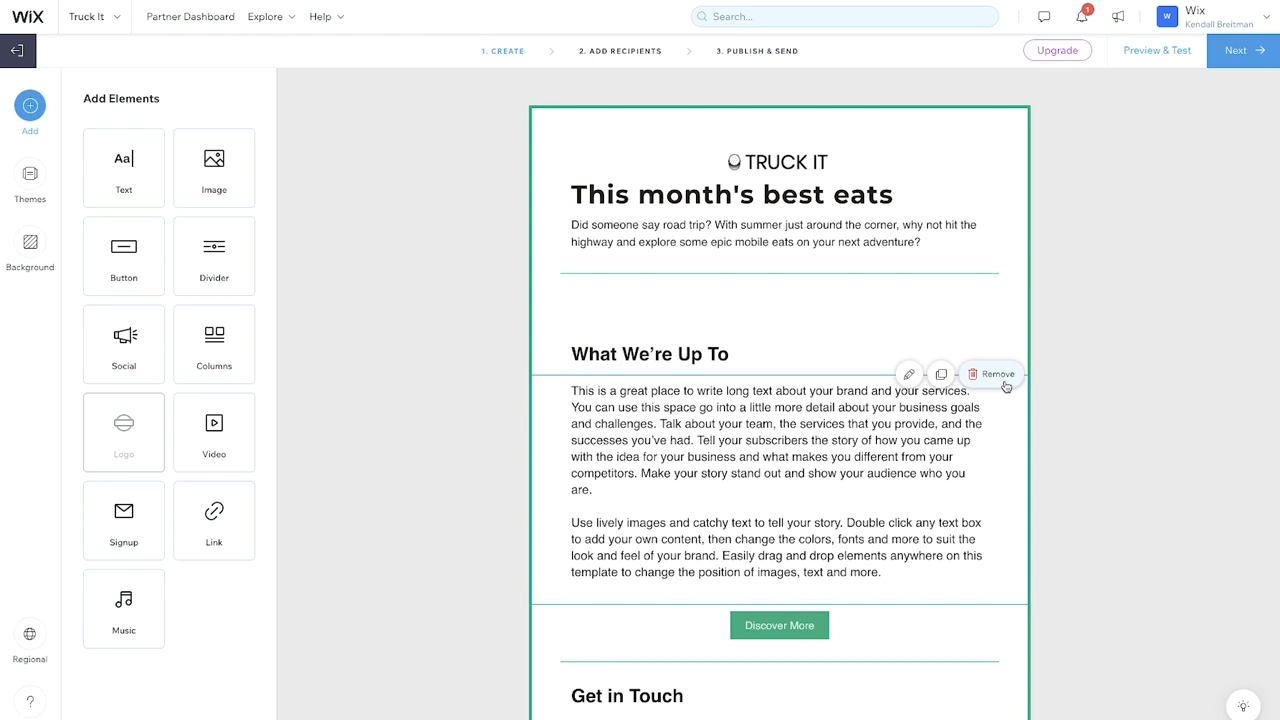 WiX
Truck It
Partner Dashboard
Explore
Help
Search...
1
W
Wix
Kendall Breitman
1. CREATE
2. ADD RECIPIENTS
3. PUBLISH & SEND
Upgrade
Preview & Test
Next
Add
Themes
Background
Regional
?
Add Elements
Aa
Text
Image
Button
Divider
Social
Columns
Logo
Video
Signup
Link
Music
TRUCK IT
This month's best eats
Did someone say road trip? With summer just around the corner, why not hit the
highway and explore some epic mobile eats on your next adventure?
What We’re Up To
Remove
This is a great place to write long text about your brand and your services.
You can use this space go into a little more detail about your business goals
and challenges. Talk about your team, the services that you provide, and the
successes you’ve had. Tell your subscribers the story of how you came up
with the idea for your business and what makes you different from your
competitors. Make your story stand out and show your audience who you
are.
Use lively images and catchy text to tell your story. Double click any text box
to add your own content, then change the colors, fonts and more to suit the
look and feel of your brand. Easily drag and drop elements anywhere on this
template to change the position of images, text and more.
Discover More
Get in Touch